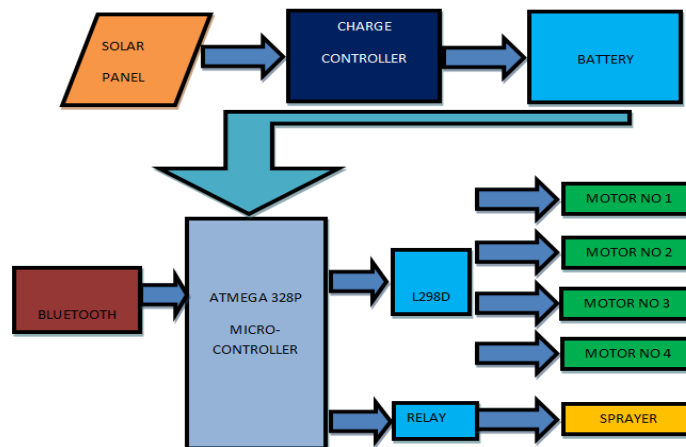 SOLAR
PANEL
CHARGE
CONTROLLER
BATTERY
BLUETOOTH
ATMEGA 328P
MICRO-
CONTROLLER
L298D
MOTOR NO 1
MOTOR NO 2
MOTOR NO 3
MOTOR NO 4
RELAY
SPRAYER